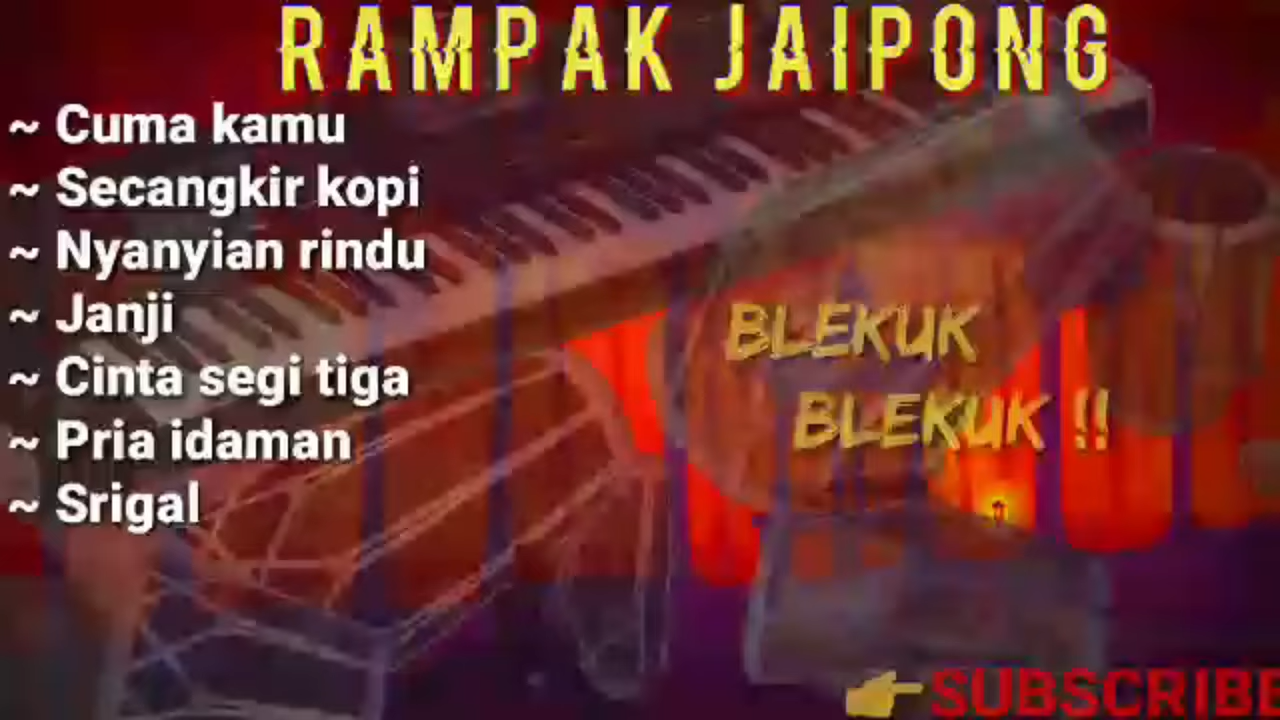 RAMPAK JAIPONG
~ Cuma kamu
~ Secangkir kopi
~ Nyanyian rindu
~ Janji
~ Cinta segi tiga
~ Pria idaman
~ Srigal
BLEKUK
BLEKUK !!
👉SUBSCRIBE